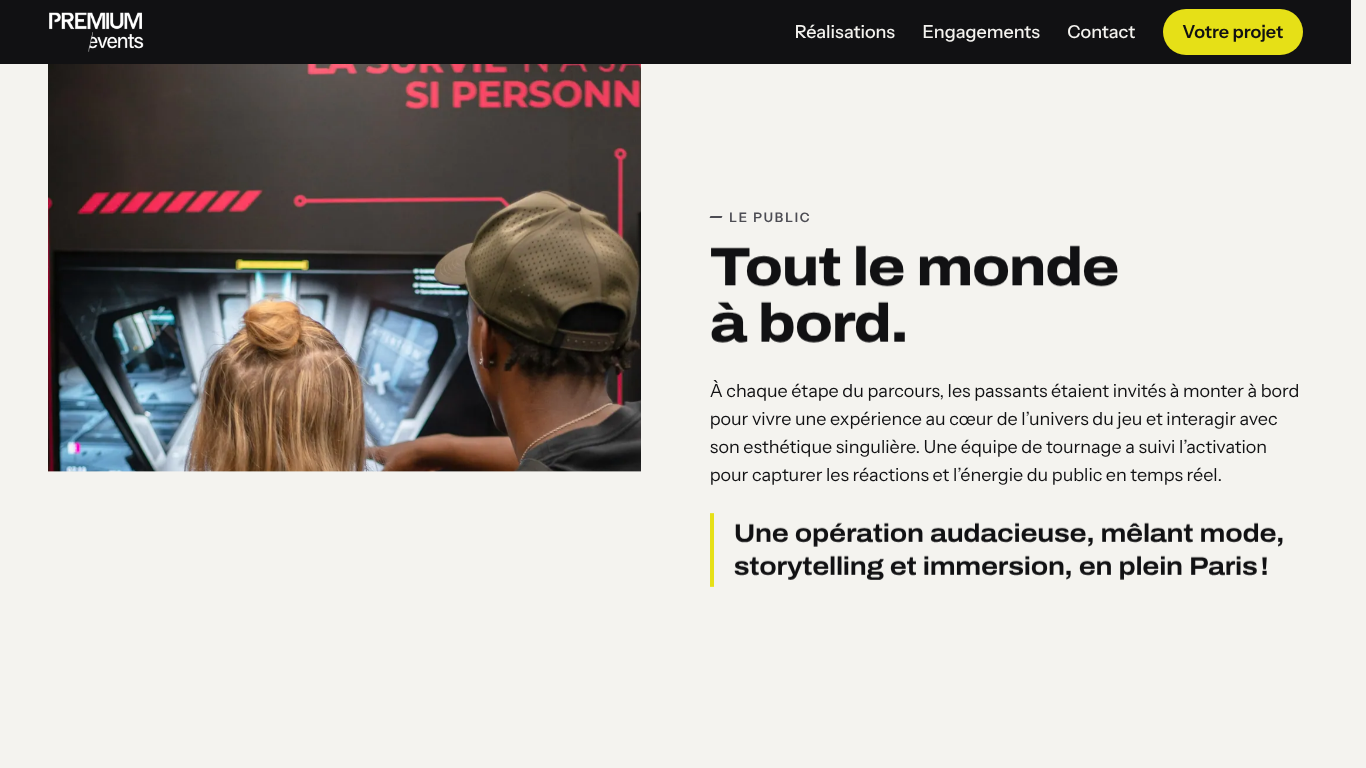 PREMIUM
events
Réalisations
Engagements
Contact
Votre projet
LA SURVIE N'A JA
SI PERSONN
— LE PUBLIC
Tout le monde
à bord.
À chaque étape du parcours, les passants étaient invités à monter à bord
pour vivre une expérience au cœur de l’univers du jeu et interagir avec
son esthétique singulière. Une équipe de tournage a suivi l’activation
pour capturer les réactions et l’énergie du public en temps réel.
Une opération audacieuse, mêlant mode,
storytelling et immersion, en plein Paris !